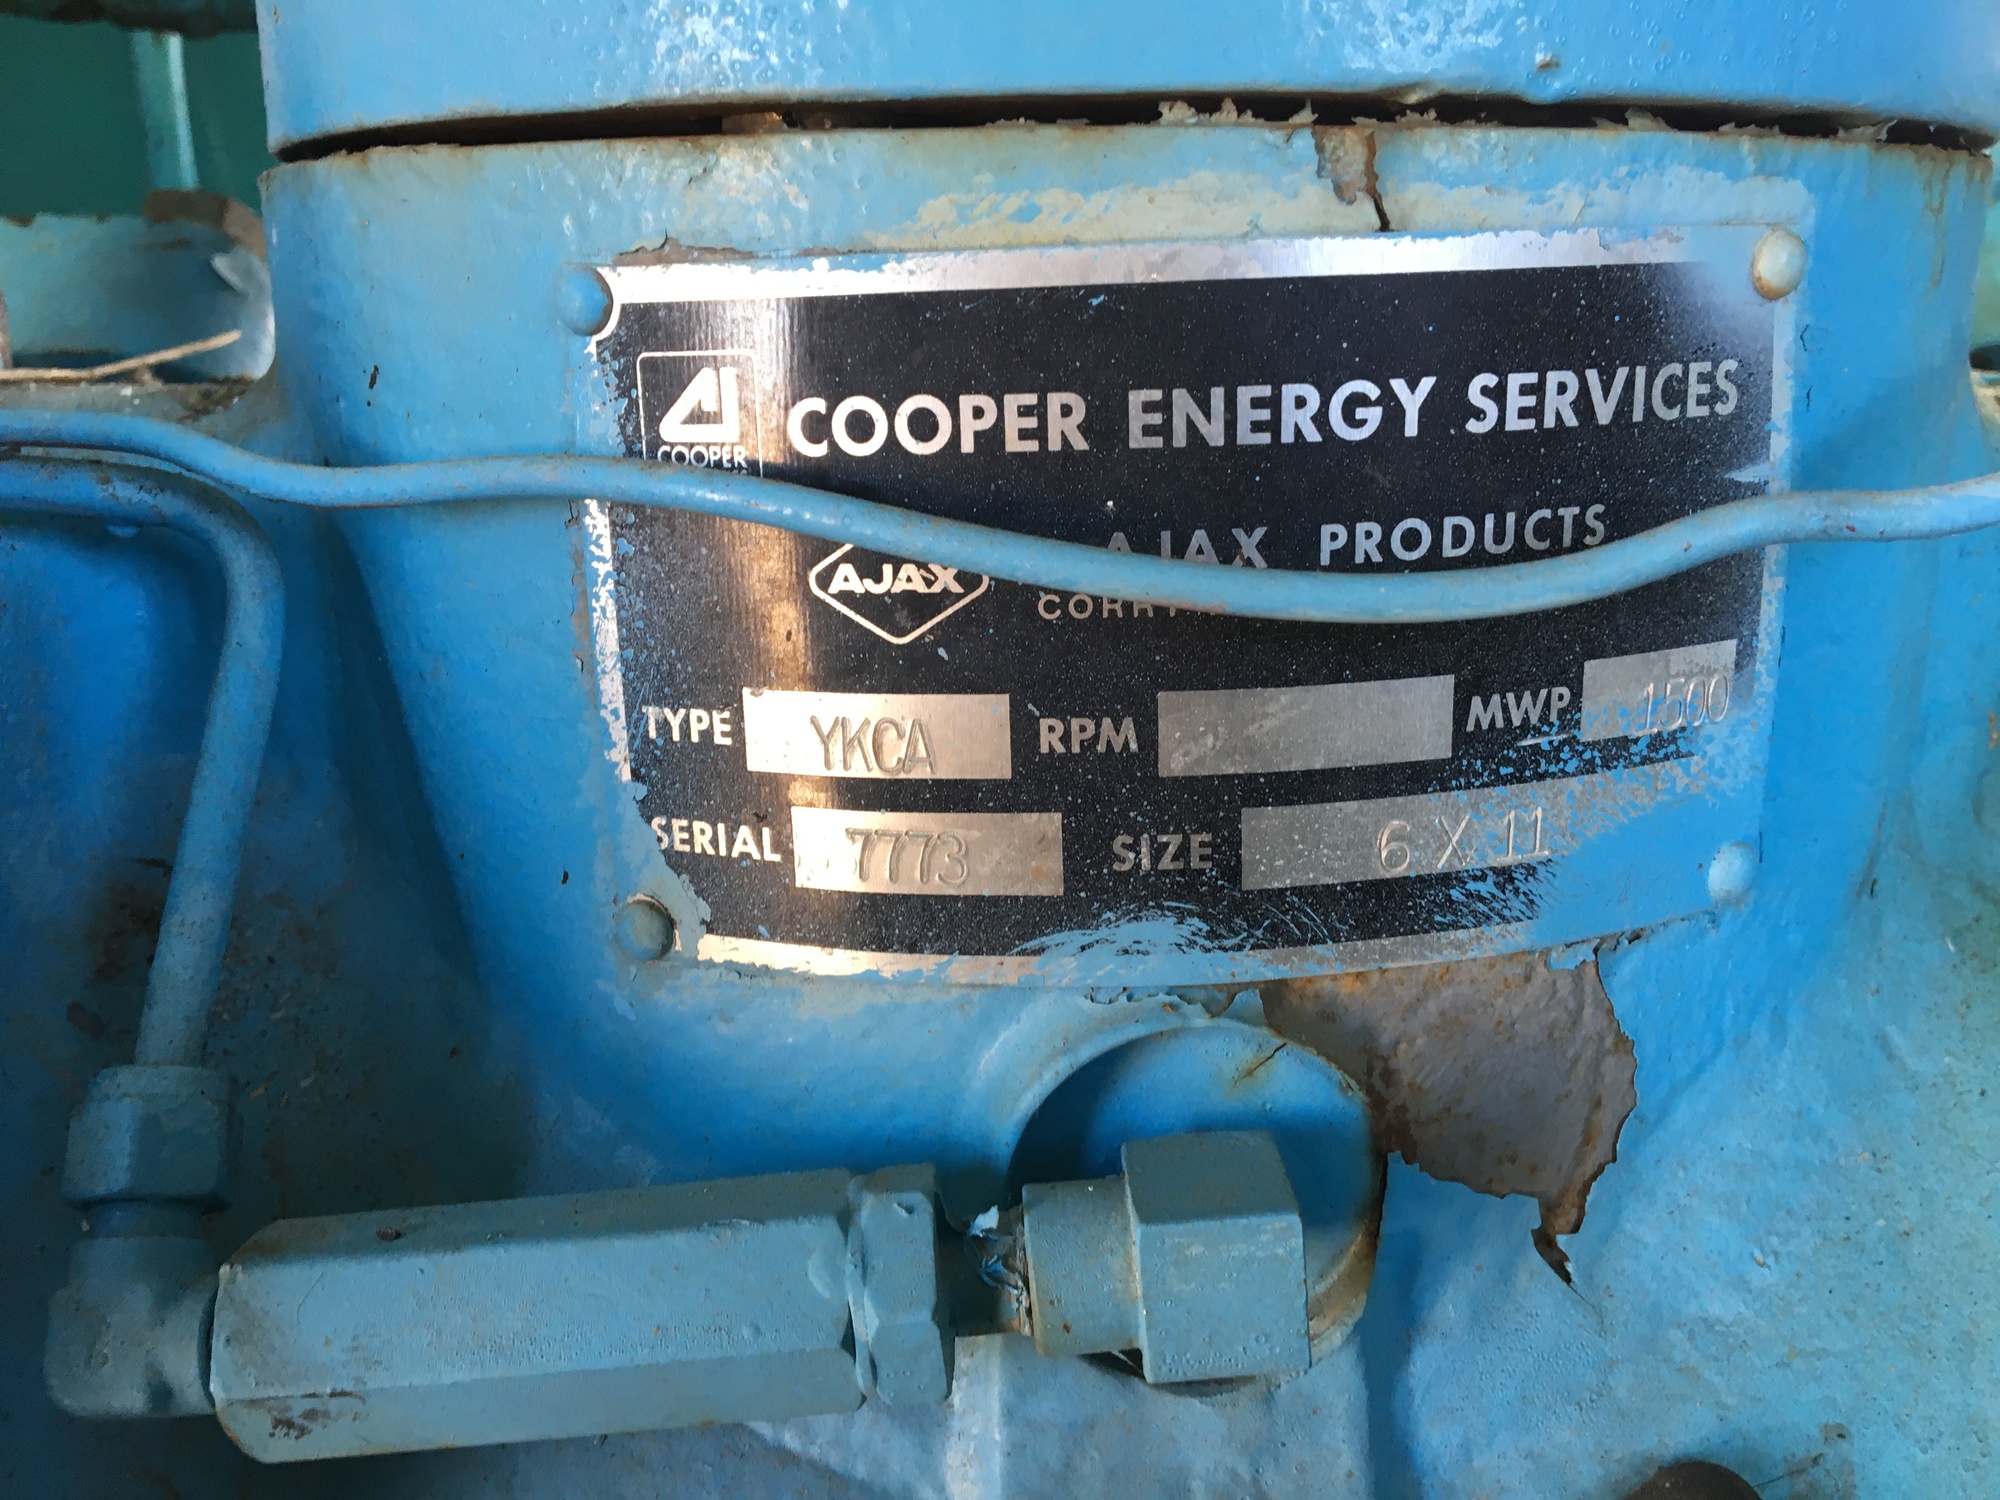 COOPER
COOPER ENERGY SERVICES
AJAX
AJAX PRODUCTS
TYPE YKCA RPM MWP 1500
SERIAL 7773 SIZE 6 X 11